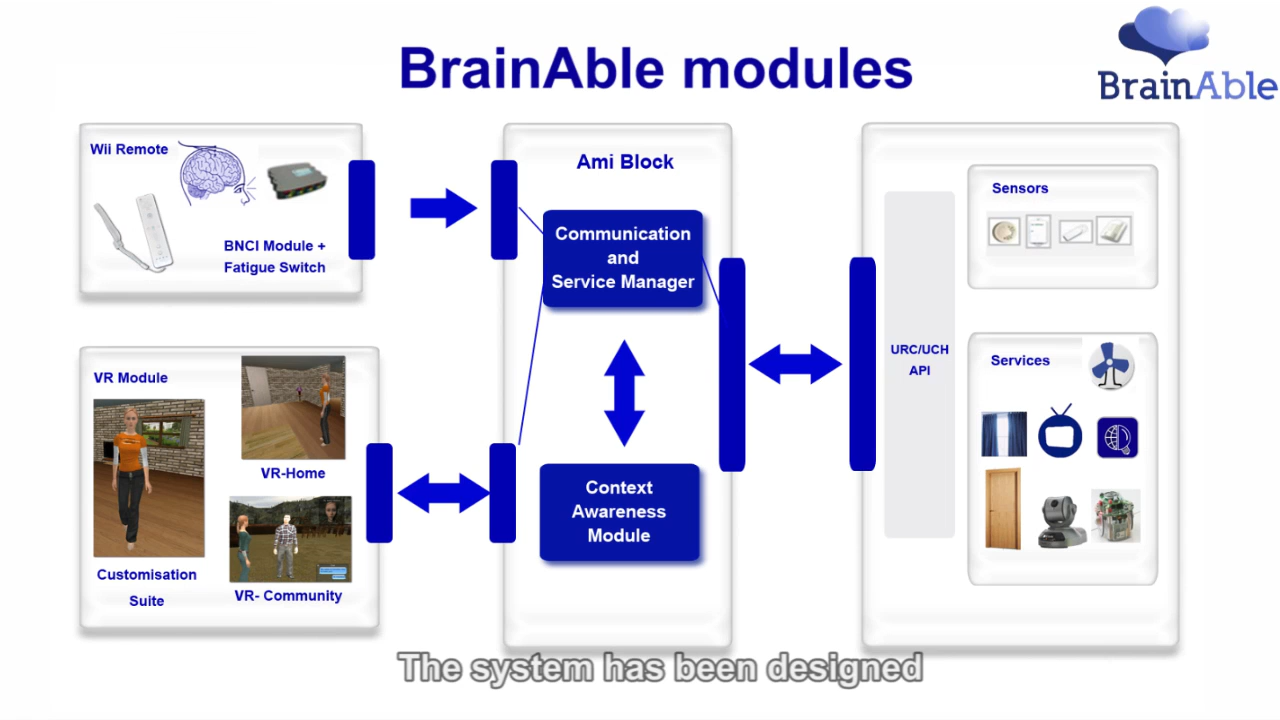 BrainAble modules
BrainAble
Wii Remote
BNCI Module +
Fatigue Switch
VR Module
VR-Home
Customisation
Suite
VR- Community
Ami Block
Communication
and
Service Manager
Context
Awareness
Module
URC/UCH
API
Sensors
Services
The system has been designed